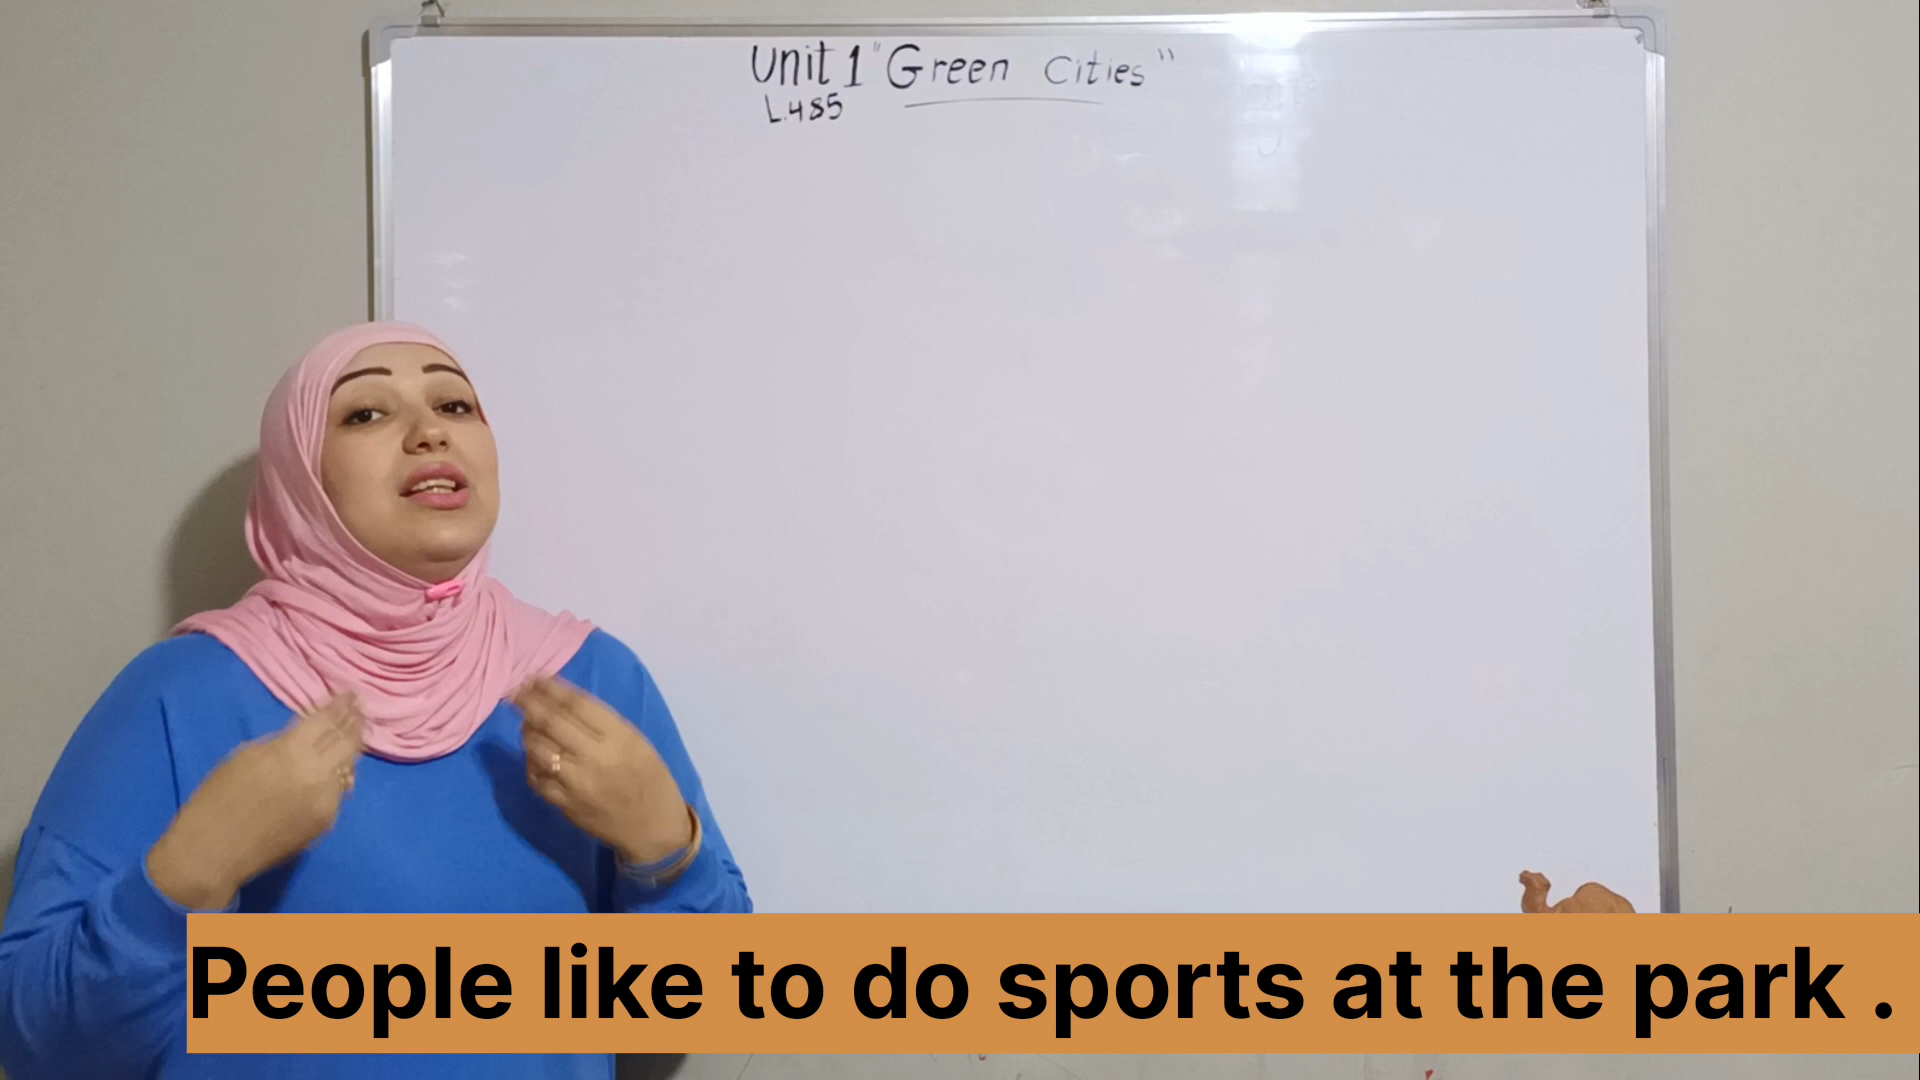 Unit 1 "Green Cities"
L.4&5
People like to do sports at the park .